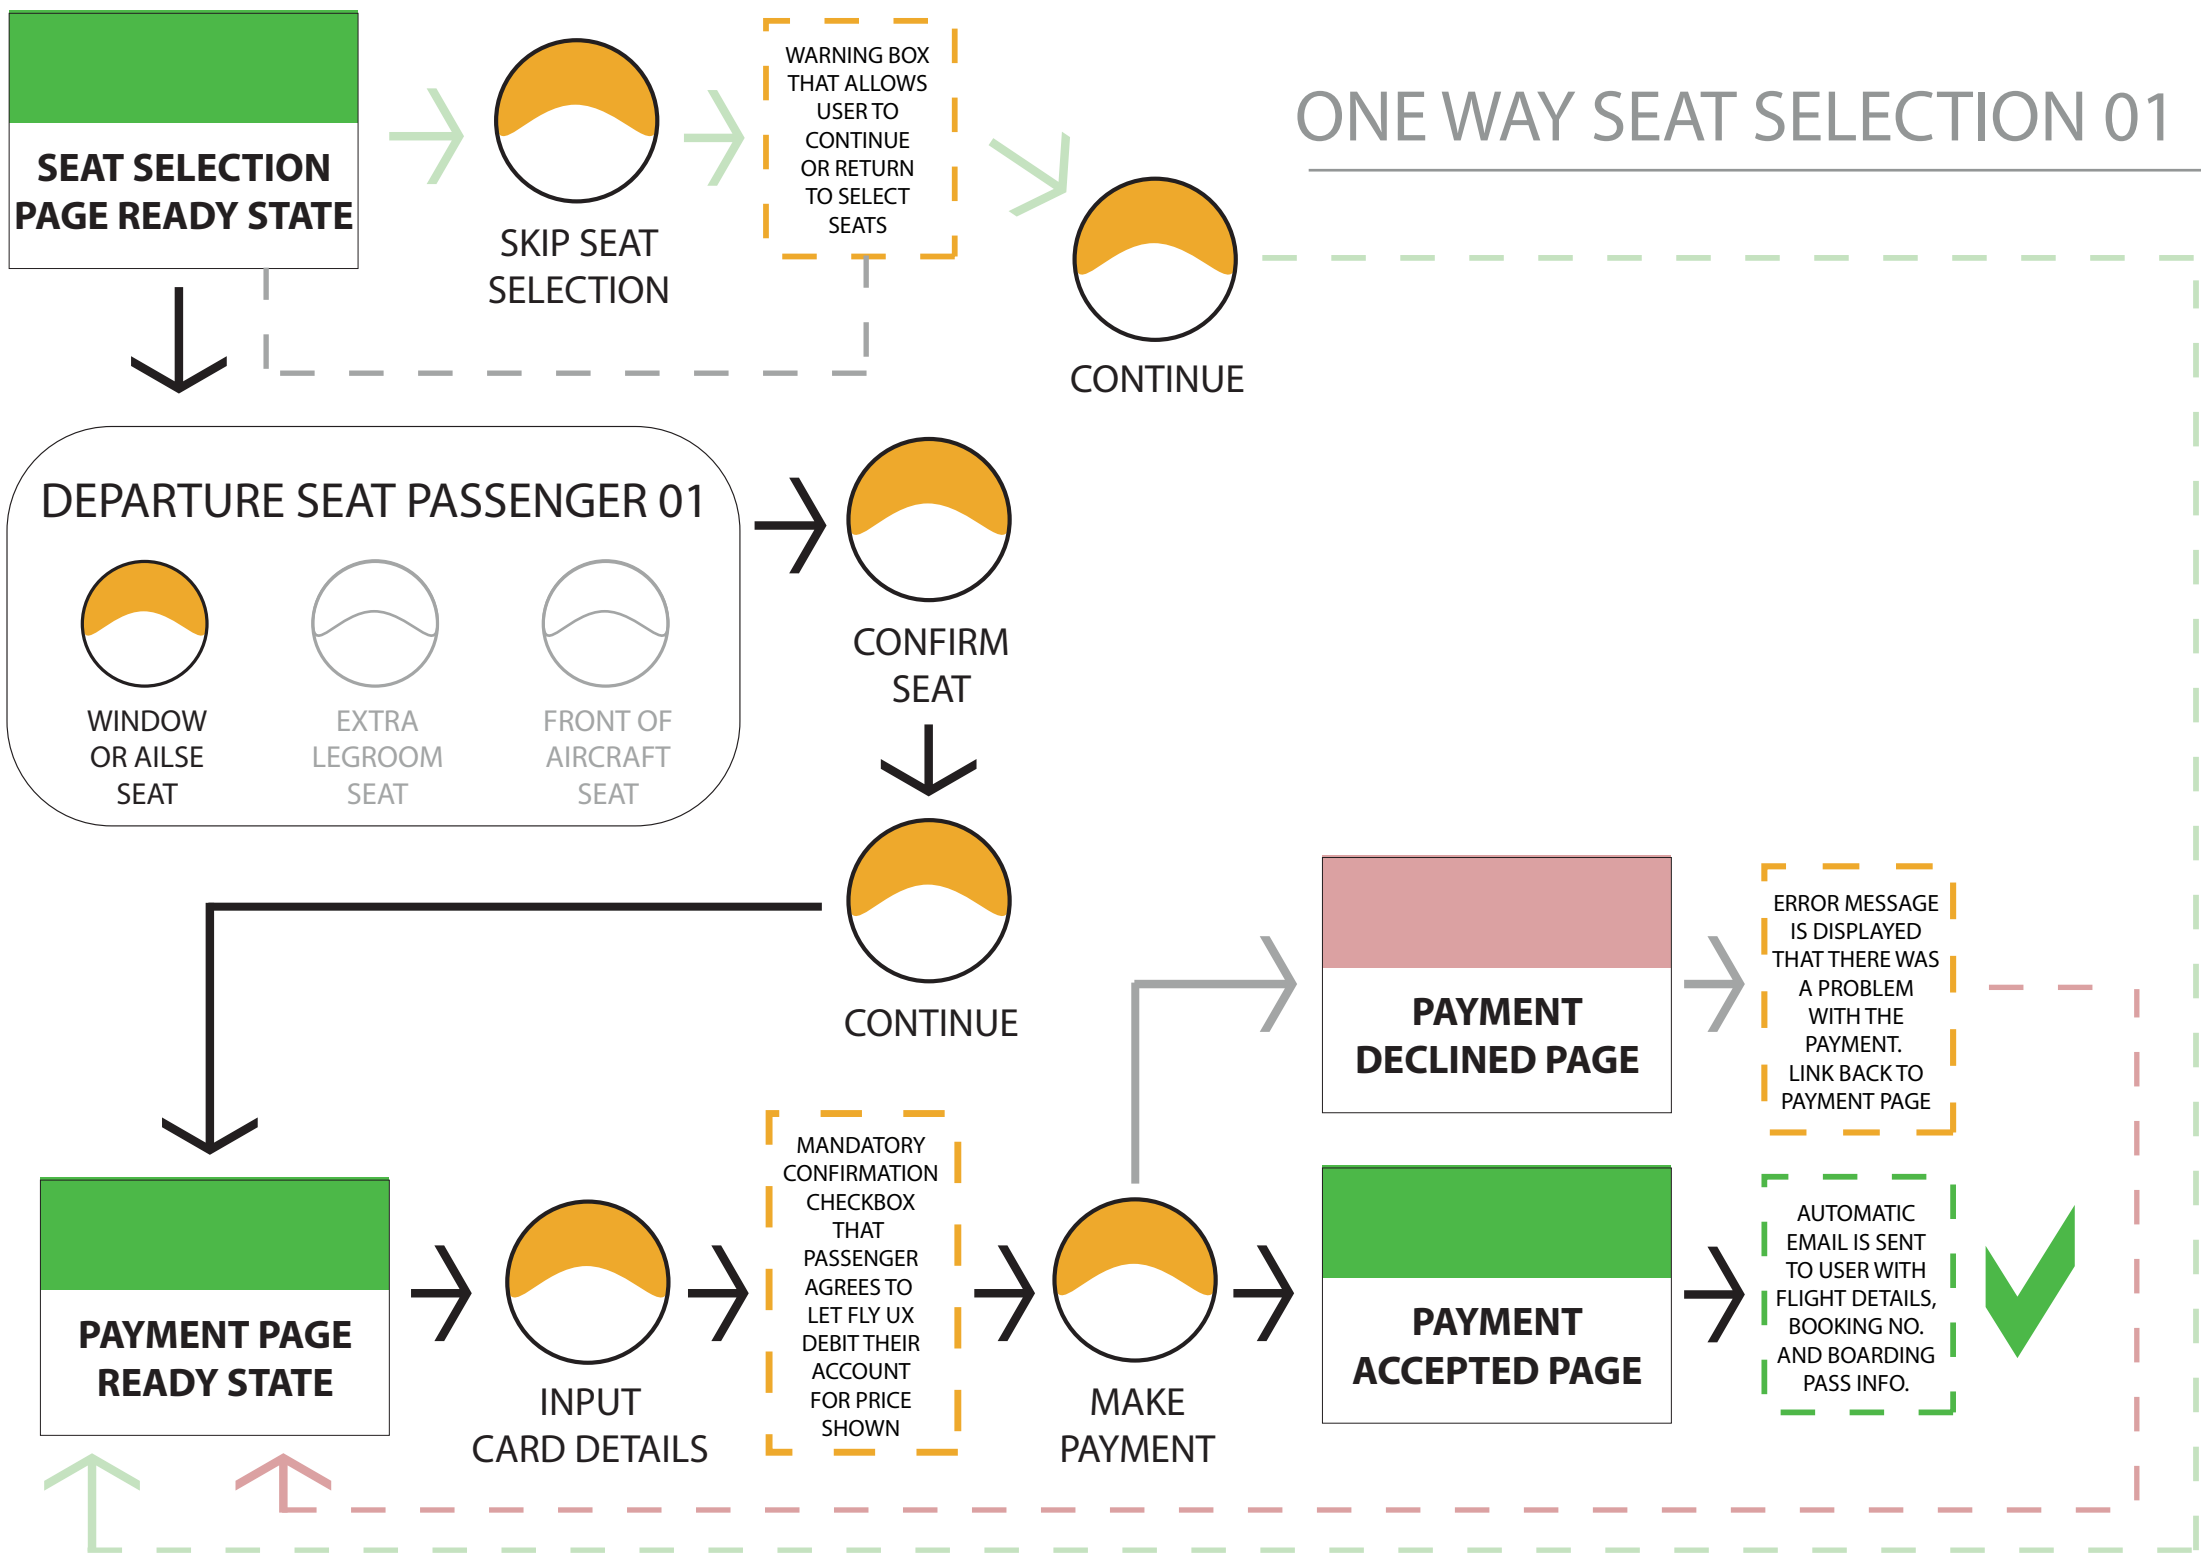 ONE WAY SEAT SELECTION 01
SEAT SELECTION
PAGE READY STATE
SKIP SEAT
SELECTION
WARNING BOX
THAT ALLOWS
USER TO
CONTINUE
OR RETURN
TO SELECT
SEATS
CONTINUE
DEPARTURE SEAT PASSENGER 01
WINDOW
OR AILSE
SEAT
EXTRA
LEGROOM
SEAT
FRONT OF
AIRCRAFT
SEAT
CONFIRM
SEAT
CONTINUE
PAYMENT PAGE
READY STATE
INPUT
CARD DETAILS
MANDATORY
CONFIRMATION
CHECKBOX
THAT
PASSENGER
AGREES TO
LET FLY UX
DEBIT THEIR
ACCOUNT
FOR PRICE
SHOWN
MAKE
PAYMENT
PAYMENT
DECLINED PAGE
ERROR MESSAGE
IS DISPLAYED
THAT THERE WAS
A PROBLEM
WITH THE
PAYMENT.
LINK BACK TO
PAYMENT PAGE
PAYMENT
ACCEPTED PAGE
AUTOMATIC
EMAIL IS SENT
TO USER WITH
FLIGHT DETAILS,
BOOKING NO.
AND BOARDING
PASS INFO.